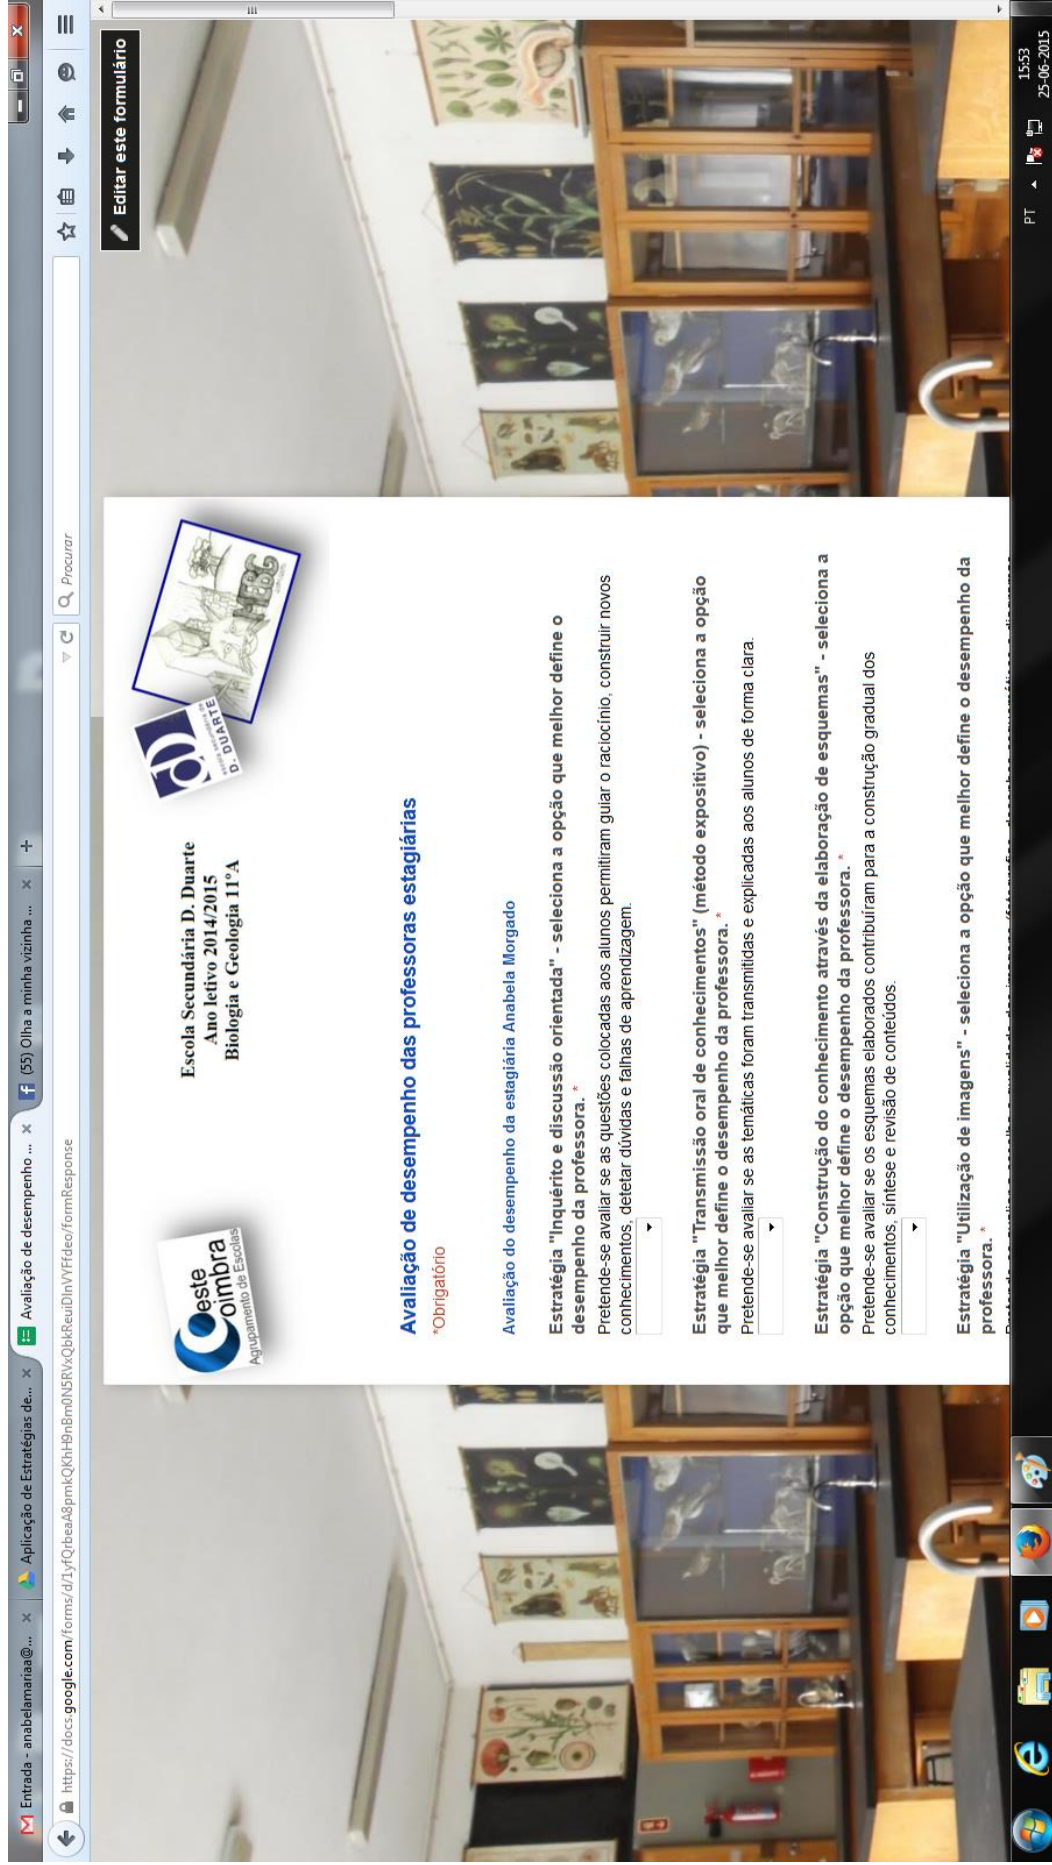 Entrada - anabelamariaa@...
Aplicação de Estratégias de...
Avaliação de desempenho ...
(55) Olha a minha vizinha ...
https://docs.google.com/forms/d/1yfQrbeaA8pmkQKhH9nBm0N5RVxQbkReuiDlnVYFfdeo/formResponse
Procurar
Editar este formulário
este
oimbra
Agrupamento de Escolas
Escola Secundária D. Duarte
Ano letivo 2014/2015
Biologia e Geologia 11ºA
escola secundária de
D. DUARTE
MEBG
Avaliação de desempenho das professoras estagiárias
*Obrigatório
Avaliação do desempenho da estagiária Anabela Morgado
Estratégia "Inquérito e discussão orientada" - seleciona a opção que melhor define o
desempenho da professora. *
Pretende-se avaliar se as questões colocadas aos alunos permitiram guiar o raciocínio, construir novos
conhecimentos, detetar dúvidas e falhas de aprendizagem.
Estratégia "Transmissão oral de conhecimentos" (método expositivo) - seleciona a opção
que melhor define o desempenho da professora. *
Pretende-se avaliar se as temáticas foram transmitidas e explicadas aos alunos de forma clara.
Estratégia "Construção do conhecimento através da elaboração de esquemas" - seleciona a
opção que melhor define o desempenho da professora. *
Pretende-se avaliar se os esquemas elaborados contribuíram para a construção gradual dos
conhecimentos, síntese e revisão de conteúdos.
Estratégia "Utilização de imagens" - seleciona a opção que melhor define o desempenho da
professora. *
PT
15:53
25-06-2015